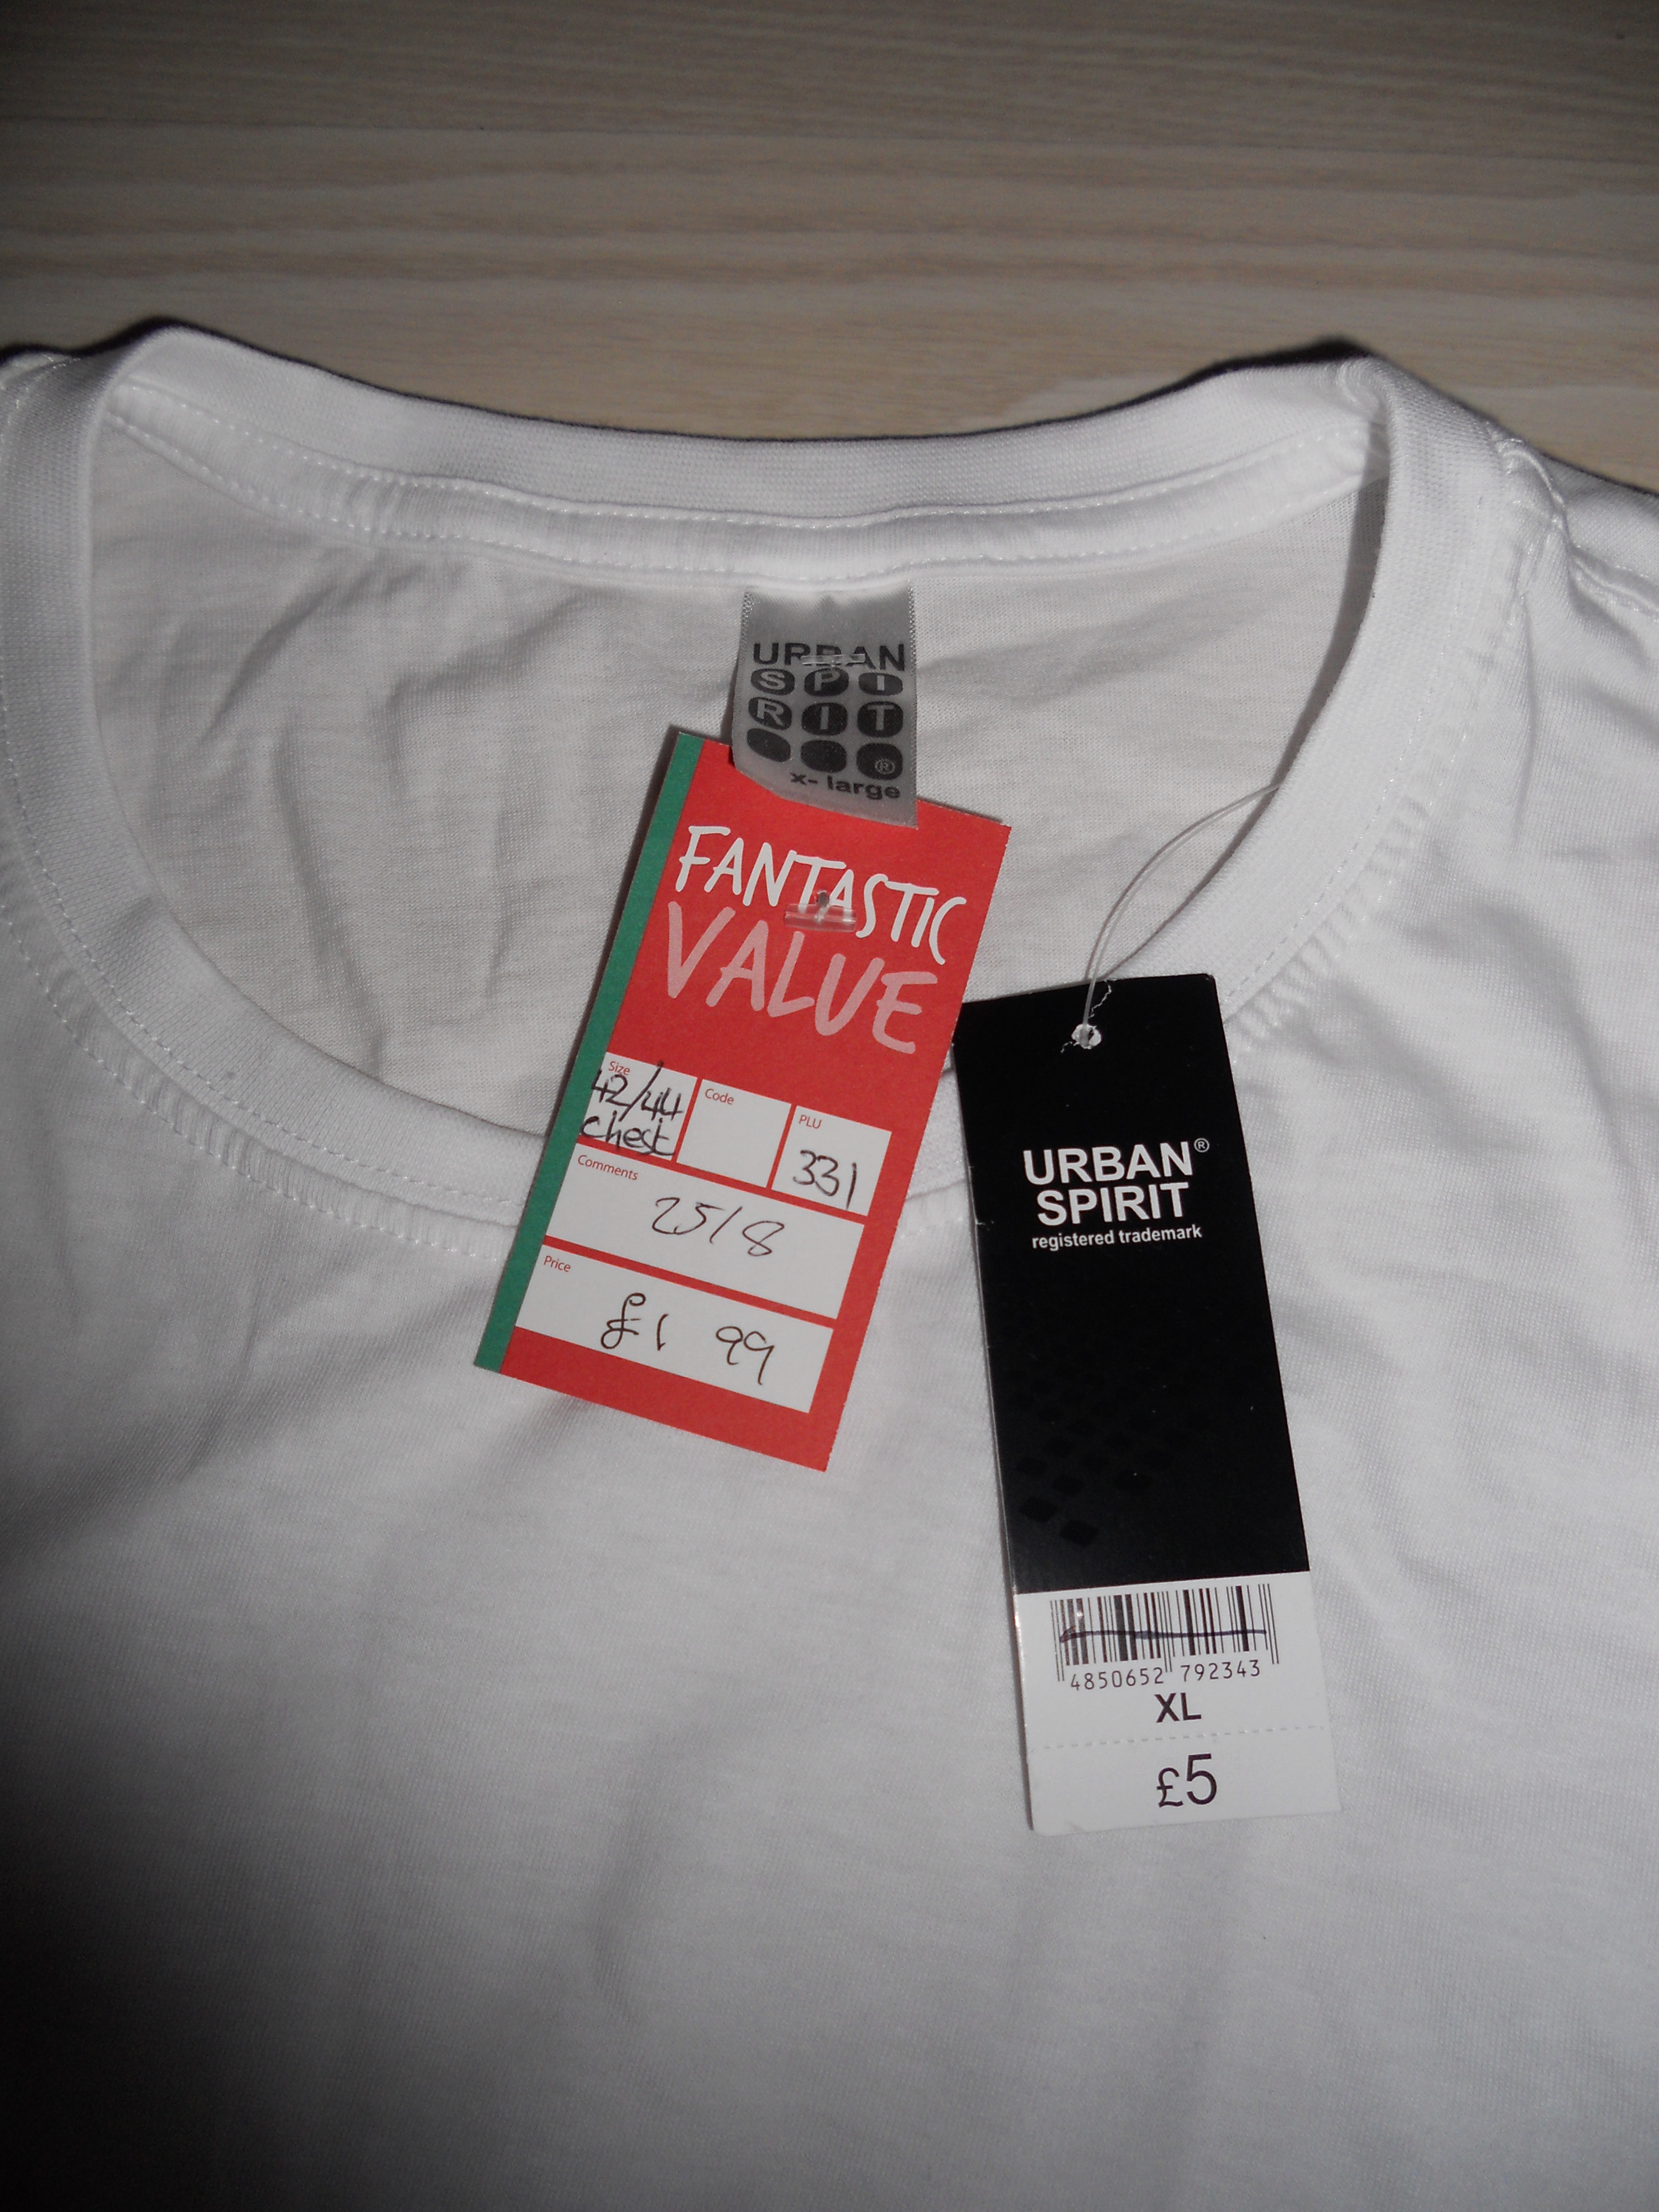 URBAN
SPI
RIT
®
x- large
FANTASTIC
VALUE
Size
42/44
chest
Code
PLU
331
Comments
25/8
Price
£1 99
URBAN®
SPIRIT
registered trademark
4850652 792343
XL
£5